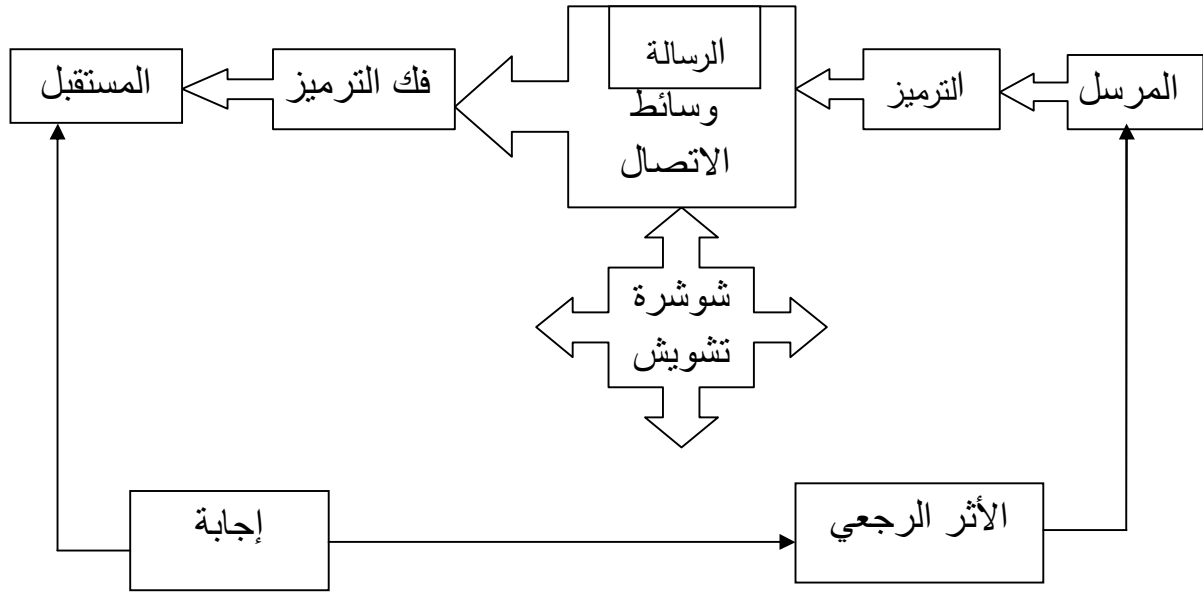 المرسل
الترميز
الرسالة
وسائط
الاتصال
فك الترميز
المستقبل
شوشرة
تشويش
الأثر الرجعي
إجابة